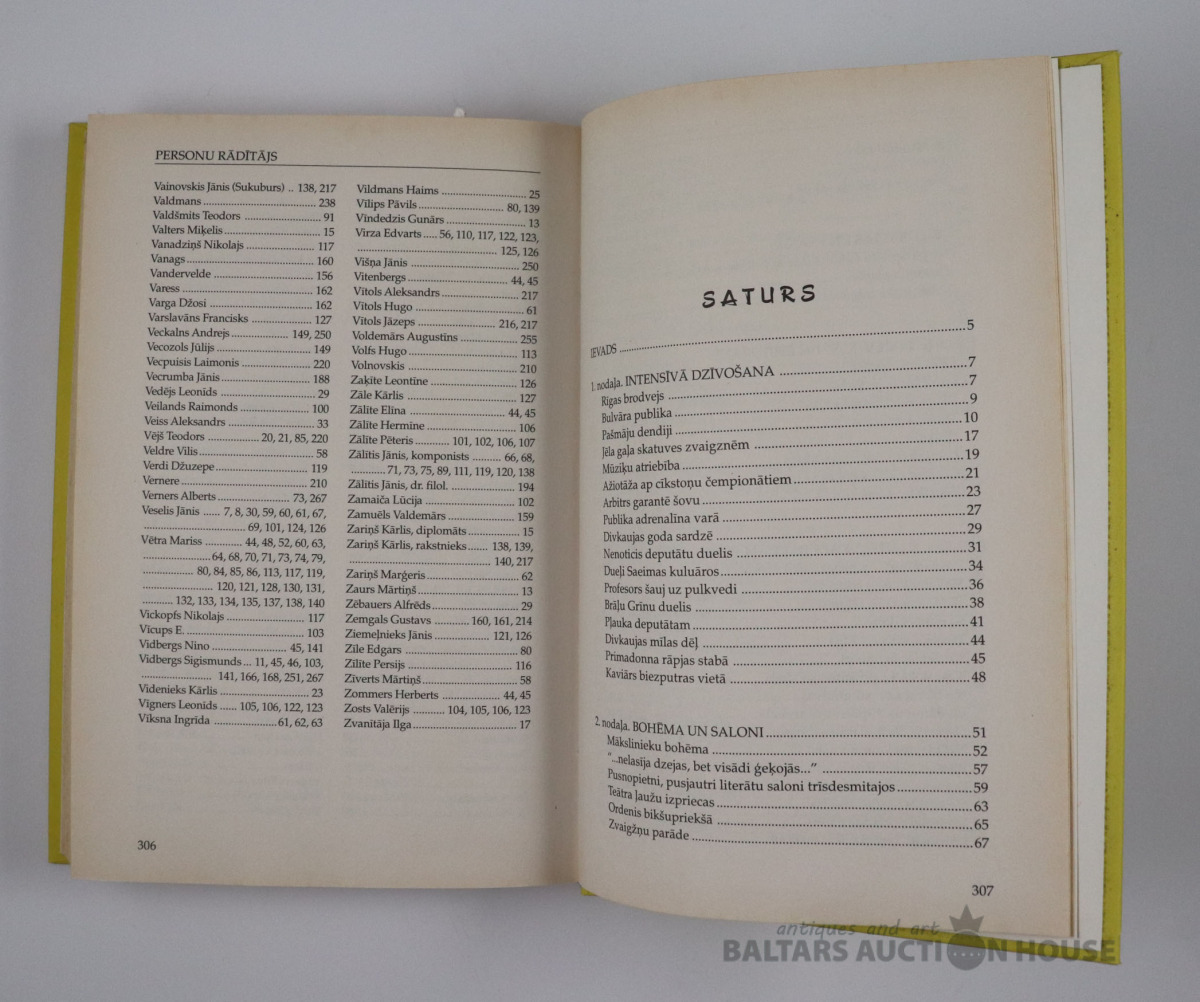 PERSONU RĀDĪTĀJS
Vainovskis Jānis (Sukuburs) .. 138, 217
Valdmans ........ 238
Valdšmits Teodors ........ 91
Valters Miķelis ........ 15
Vanadziņš Nikolajs ........ 117
Vanags ........ 160
Vandervelde ........ 156
Varess ........ 162
Varga Džosi ........ 162
Varslavāns Francisks ........ 127
Veckalns Andrejs ........ 149, 250
Vecozols Jūlijs ........ 149
Vecpuisis Laimonis ........ 220
Vecrumba Jānis ........ 188
Vedējs Leonids ........ 29
Veilands Raimonds ........ 100
Veiss Aleksandrs ........ 33
Vējš Teodors ........ 20, 21, 85, 220
Veldre Vilis ........ 58
Verdi Džuzepe ........ 119
Vernere ........ 210
Verners Alberts ........ 73, 267
Veselis Jānis ...... 7, 8, 30, 59, 60, 61, 67,
........ 69, 101, 124, 126
Vētra Mariss ........ 44, 48, 52, 60, 63,
........ 64, 68, 70, 71, 73, 74, 79,
........ 80, 84, 85, 86, 113, 117, 119,
........ 120, 121, 128, 130, 131,
........ 132, 133, 134, 135, 137, 138, 140
Vickopfs Nikolajs ........ 117
Vīcups E. ........ 103
Vidbergs Nino ........ 45, 141
Vidbergs Sigismunds ... 11, 45, 46, 103,
........ 141, 166, 168, 251, 267
Videnieks Kārlis ........ 23
Vigners Leonids ...... 105, 106, 122, 123
Vīksna Ingrīda ........ 61, 62, 63
Vildmans Haims ........ 25
Vīlips Pāvils ........ 80, 139
Vīndedzis Gunārs ........ 13
Virza Edvarts ..... 56, 110, 117, 122, 123,
........ 125, 126
Višņa Jānis ........ 250
Vitenbergs ........ 44, 45
Vītols Aleksandrs ........ 217
Vītols Hugo ........ 61
Vītols Jāzeps ........ 216, 217
Voldemārs Augustīns ........ 255
Volfs Hugo ........ 113
Volnovskis ........ 210
Zaķīte Leontīne ........ 126
Zāle Kārlis ........ 127
Zālīte Elīna ........ 44, 45
Zālīte Hermīne ........ 106
Zālīte Pēteris ........ 101, 102, 106, 107
Zālītis Jānis, komponists ........ 66, 68,
........ 71, 73, 75, 89, 111, 119, 120, 138
Zālītis Jānis, dr. filol. ........ 194
Zamaiča Lūcija ........ 102
Zamuēls Valdemārs ........ 159
Zariņš Kārlis, diplomāts ........ 15
Zariņš Kārlis, rakstnieks ....... 138, 139,
........ 140, 217
Zariņš Marģeris ........ 62
Zaurs Mārtiņš ........ 13
Zēbauers Alfrēds ........ 29
Zemgals Gustavs ........ 160, 161, 214
Ziemeļnieks Jānis ........ 121, 126
Zīle Edgars ........ 80
Zīlīte Persijs ........ 116
Zīverts Mārtiņš ........ 58
Zommers Herberts ........ 44, 45
Zosts Valērijs ........ 104, 105, 106, 123
Zvanītāja Ilga ........ 17
306
SATURS
IEVADS ........ 5
1. nodaļa. INTENSĪVĀ DZĪVOŠANA ........ 7
Rīgas brodvejs ........ 7
Bulvāra publika ........ 9
Pašmāju dendiji ........ 10
Jēla gaļa skatuves zvaigznēm ........ 17
Mūziķu atriebība ........ 19
Ažiotāža ap cīkstoņu čempionātiem ........ 21
Arbitrs garantē šovu ........ 23
Publika adrenalīna varā ........ 27
Divkaujas goda sardzē ........ 29
Nenoticis deputātu duelis ........ 31
Dueļi Saeimas kuluāros ........ 34
Profesors šauj uz pulkvedi ........ 36
Brāļu Grīnu duelis ........ 38
Pļauka deputātam ........ 41
Divkaujas mīlas dēļ ........ 44
Primadonna rāpjas stabā ........ 45
Kaviārs biezputras vietā ........ 48
2. nodaļa. BOHĒMA UN SALONI ........ 51
Mākslinieku bohēma ........ 52
"...nelasīja dzejas, bet visādi ģeķojās..." ........ 57
Pusnopietni, pusjautri literātu saloni trīsdesmitajos ........ 59
Teātra ļaužu izpriecas ........ 63
Ordenis bikšupriekšā ........ 65
Zvaigžņu parāde ........ 67
307
antiques and art
BALTARS AUCTION HOUSE